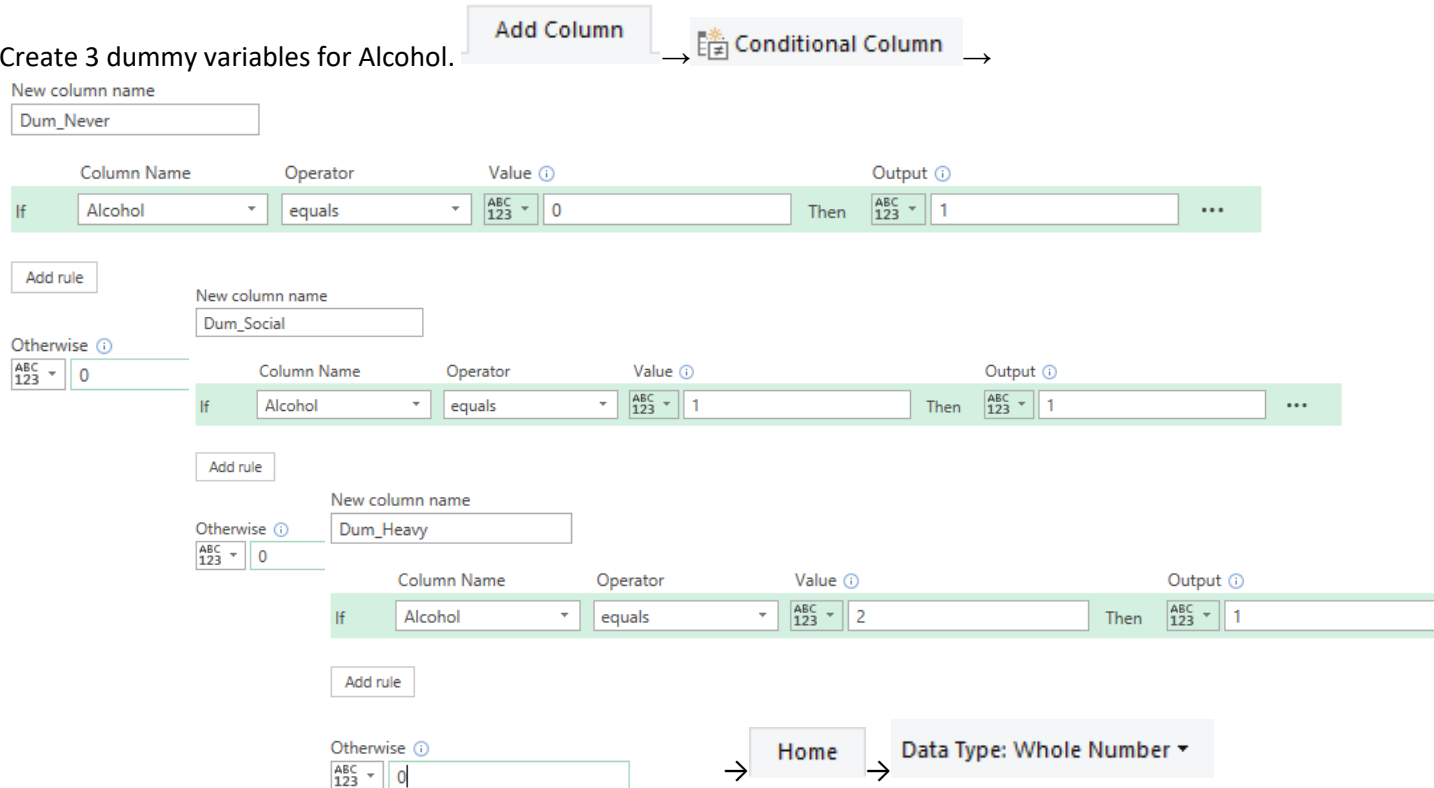 Create 3 dummy variables for Alcohol. Add Column → Conditional Column →
New column name
Dum_Never
Column Name Operator Value Output
If Alcohol equals ABC 123 0 Then ABC 123 1 •••
Add rule
Otherwise
ABC 123 0
New column name
Dum_Social
Column Name Operator Value Output
If Alcohol equals ABC 123 1 Then ABC 123 1 •••
Add rule
Otherwise
ABC 123 0
New column name
Dum_Heavy
Column Name Operator Value Output
If Alcohol equals ABC 123 2 Then ABC 123 1
Add rule
Otherwise
ABC 123 0
→ Home → Data Type: Whole Number